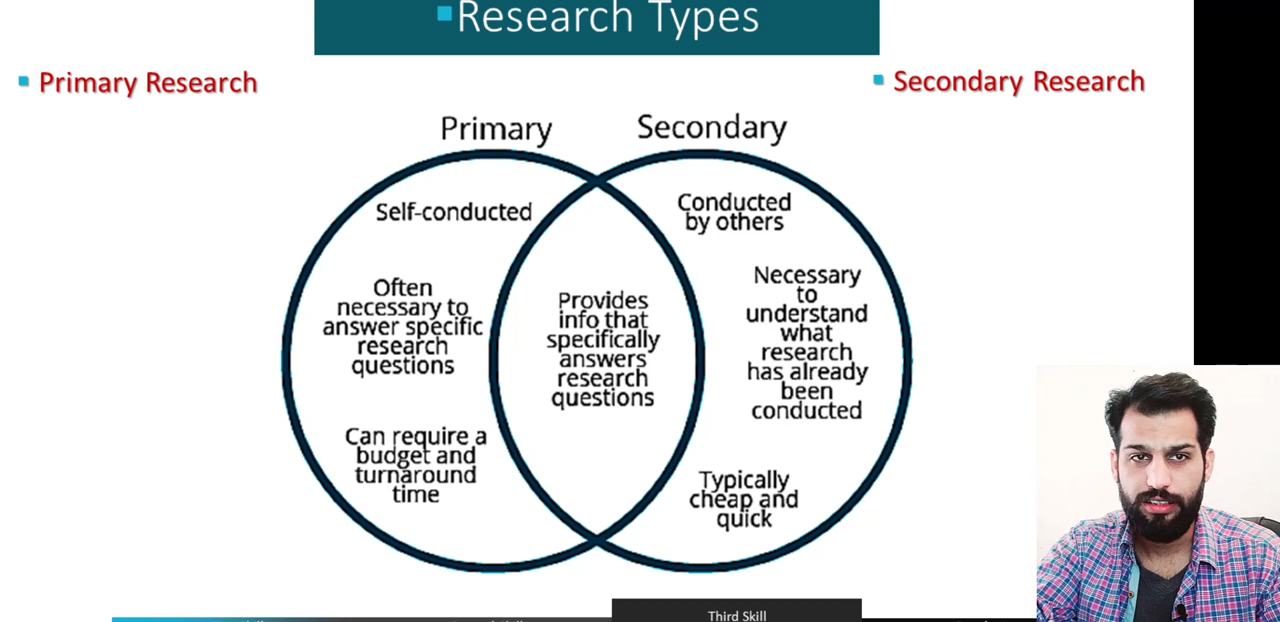 Research Types
Primary Research
Secondary Research
Primary
Secondary
Self-conducted
Often
necessary to
answer specific
research
questions
Can require a
budget and
turnaround
time
Provides
info that
specifically
answers
research
questions
Conducted
by others
Necessary
to
understand
what
research
has already
been
conducted
Typically
cheap and
quick
Third Skill